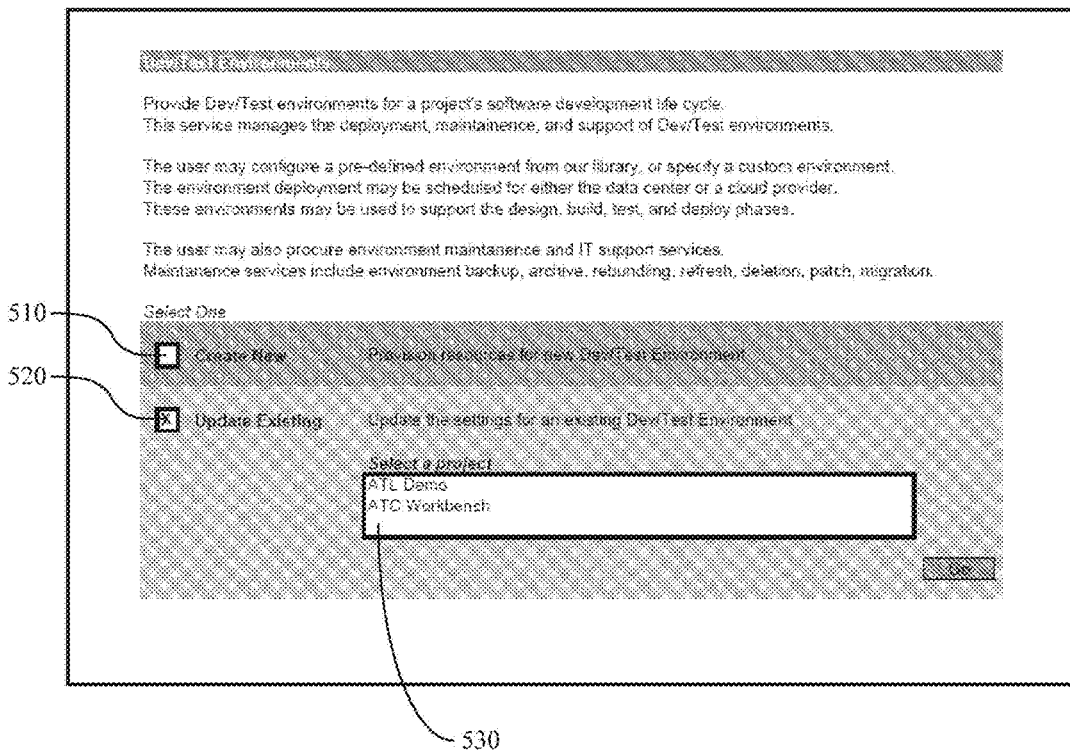 Dev/Test Environments
Provide Dev/Test environments for a project's software development life cycle.
This service manages the deployment, maintainence, and support of Dev/Test environments.
The user may configure a pre-defined environment from our library, or specify a custom environment.
The environment deployment may be scheduled for either the data center or a cloud provider.
These environments may be used to support the design, build, test, and deploy phases.
The user may also procure environment maintanence and IT support services.
Maintanence services include environment backup, archive, rebunding, refresh, deletion, patch, migration.
Select One
510
Create New Provision resources for new Dev/Test Environment
520
X Update Existing Update the settings for an existing Dev/Test Environment
Select a project
ATL Demo
ATC Workbench
Go
530